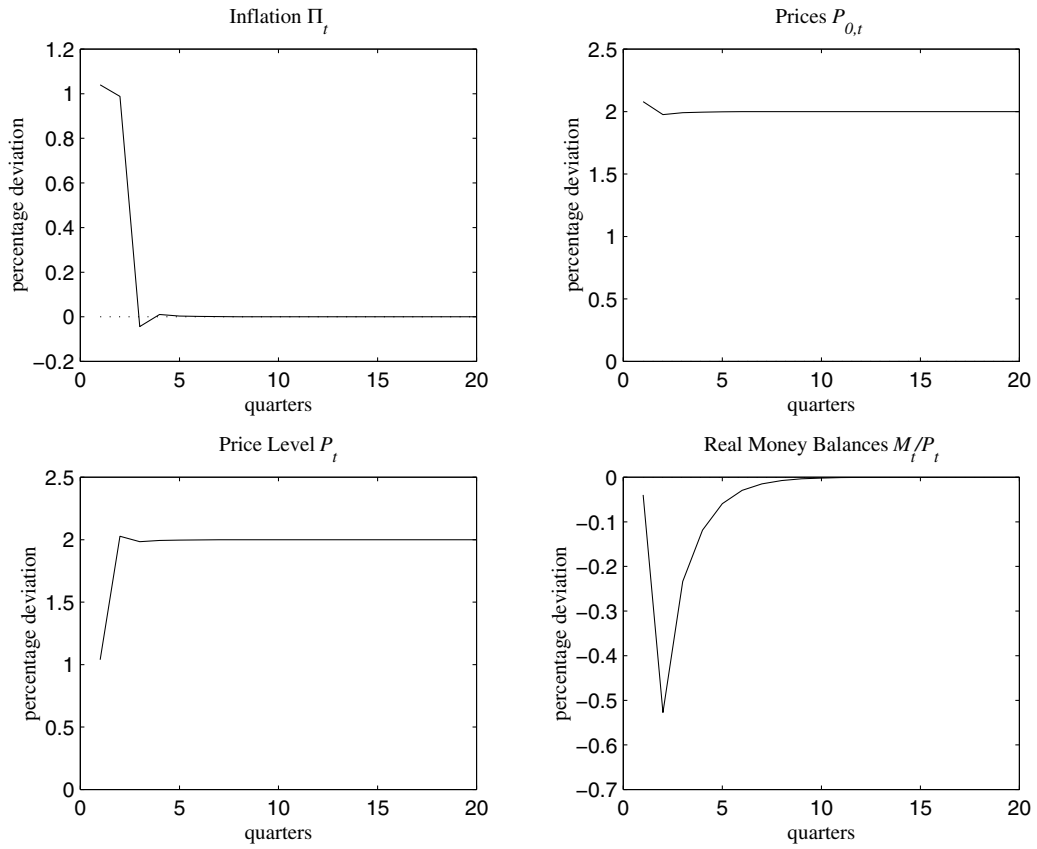 Inflation Π_t
percentage deviation
1.2
1
0.8
0.6
0.4
0.2
0
−0.2
0 5 10 15 20
quarters
Prices P_{0,t}
percentage deviation
2.5
2
1.5
1
0.5
0
0 5 10 15 20
quarters
Price Level P_t
percentage deviation
2.5
2
1.5
1
0.5
0
0 5 10 15 20
quarters
Real Money Balances M_t/P_t
percentage deviation
0
−0.1
−0.2
−0.3
−0.4
−0.5
−0.6
−0.7
0 5 10 15 20
quarters